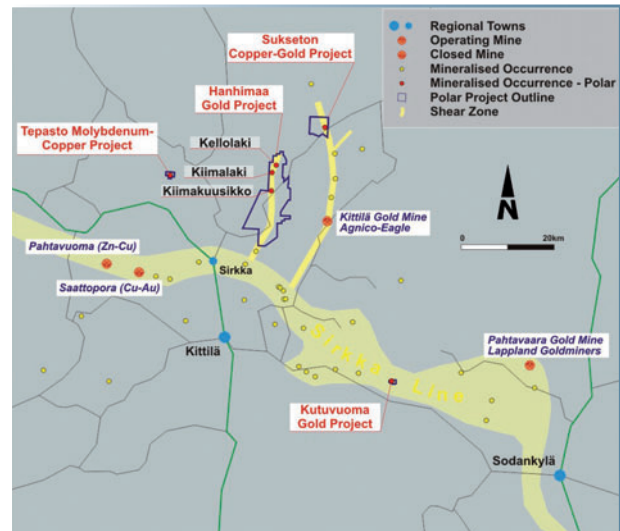 Regional Towns
Operating Mine
Closed Mine
Mineralised Occurrence
Mineralised Occurrence - Polar
Polar Project Outline
Shear Zone
Sukseton
Copper-Gold Project
Hanhimaa
Gold Project
Tepasto Molybdenum-
Copper Project
Kellolaki
Kiimalaki
Kiimakuusikko
N
0
20km
Kittilä Gold Mine
Agnico-Eagle
Pahtavuoma (Zn-Cu)
Sirkka
Saattopora (Cu-Au)
Kittilä
Sirkka Line
Pahtavaara Gold Mine
Lappland Goldminers
Kutuvuoma
Gold Project
Sodankylä